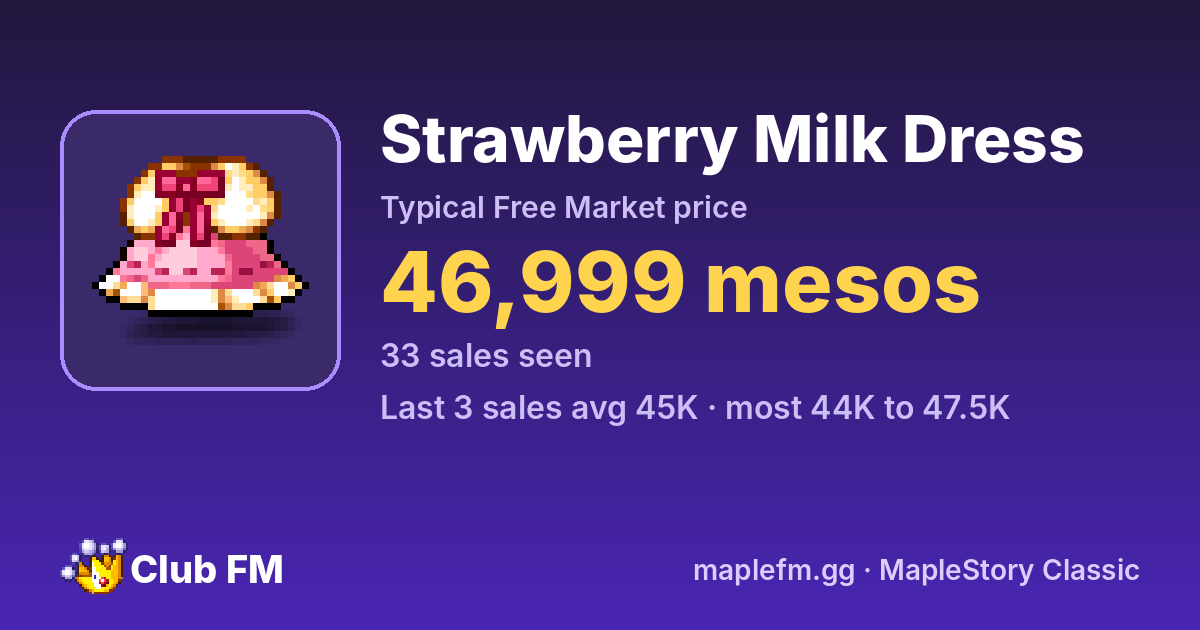 Strawberry Milk Dress
Typical Free Market price
46,999 mesos
33 sales seen
Last 3 sales avg 45K · most 44K to 47.5K
Club FM
maplefm.gg · MapleStory Classic